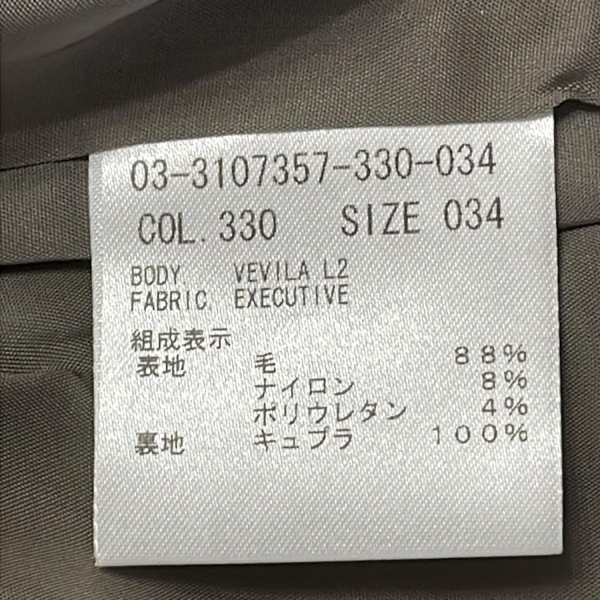 03-3107357-330-034
COL.330 SIZE 034
BODY. VEVILA L2
FABRIC. EXECUTIVE
組成表示
表地 毛 88%
ナイロン 8%
ポリウレタン 4%
裏地 キュプラ 100%